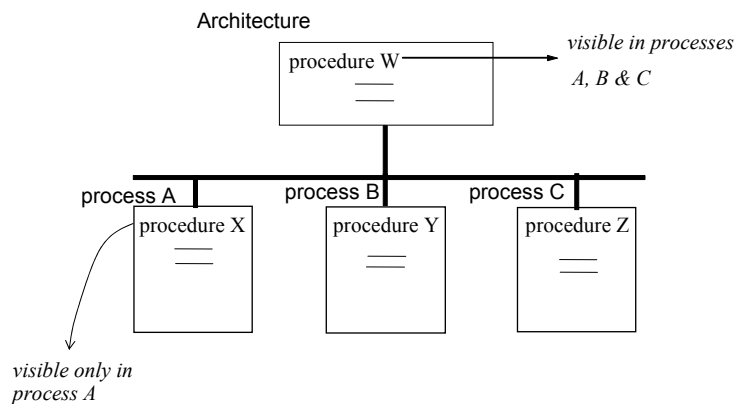 Architecture
procedure W
visible in processes
A, B & C
process A
process B
process C
procedure X
procedure Y
procedure Z
visible only in
process A